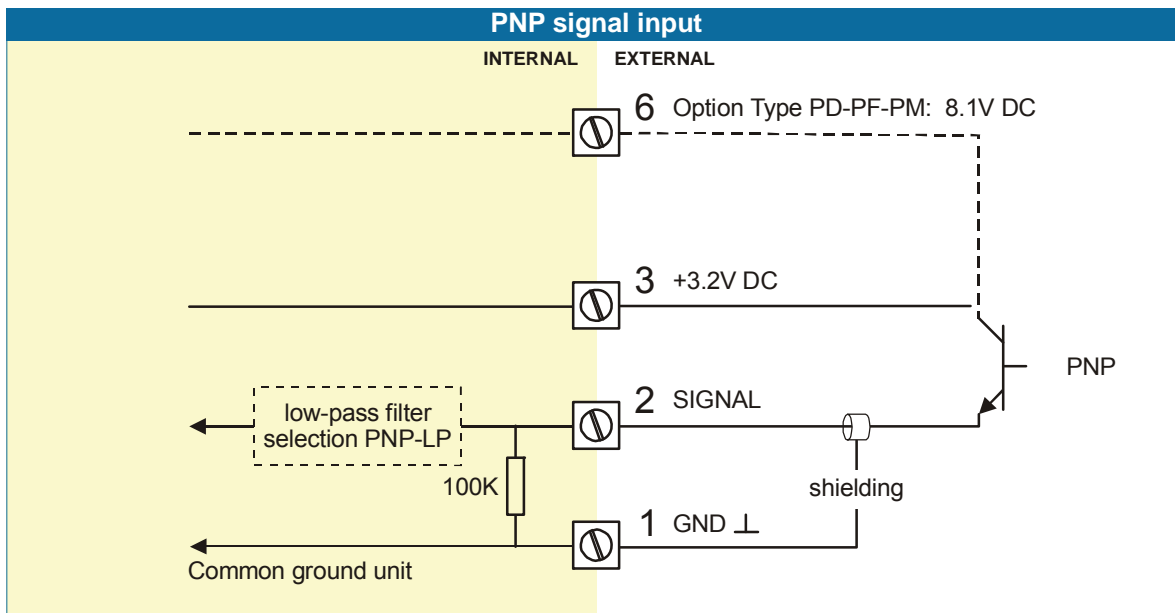 PNP signal input
INTERNAL EXTERNAL
6 Option Type PD-PF-PM: 8.1V DC
3 +3.2V DC
PNP
2 SIGNAL
low-pass filter
selection PNP-LP
100K
shielding
1 GND
Common ground unit